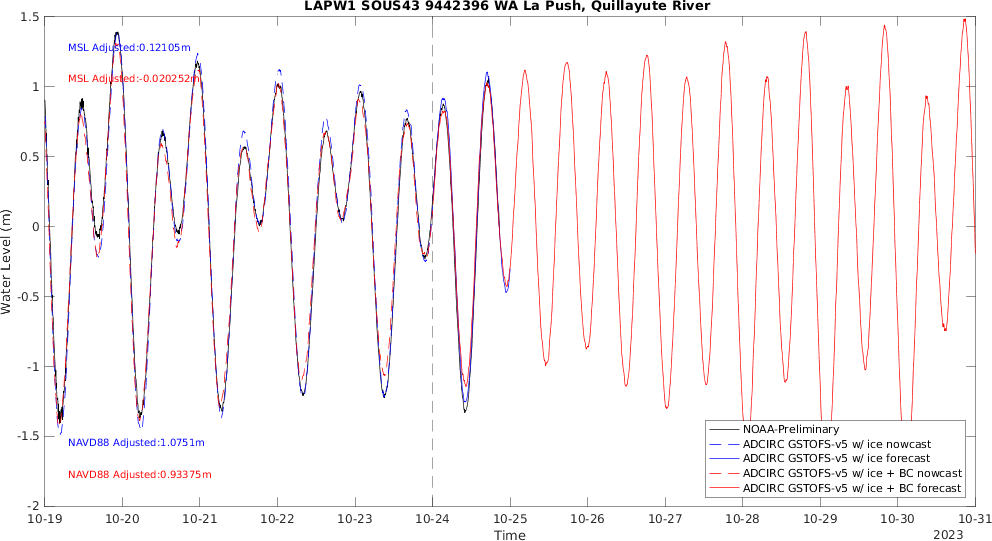 LAPW1 SOUS43 9442396 WA La Push, Quillayute River
Water Level (m)
1.5
1
0.5
0
-0.5
-1
-1.5
-2
MSL Adjusted:0.12105m
MSL Adjusted:-0.020252m
NAVD88 Adjusted:1.0751m
NAVD88 Adjusted:0.93375m
NOAA-Preliminary
ADCIRC GSTOFS-v5 w/ ice nowcast
ADCIRC GSTOFS-v5 w/ ice forecast
ADCIRC GSTOFS-v5 w/ ice + BC nowcast
ADCIRC GSTOFS-v5 w/ ice + BC forecast
10-19 10-20 10-21 10-22 10-23 10-24 10-25 10-26 10-27 10-28 10-29 10-30 10-31
Time
2023